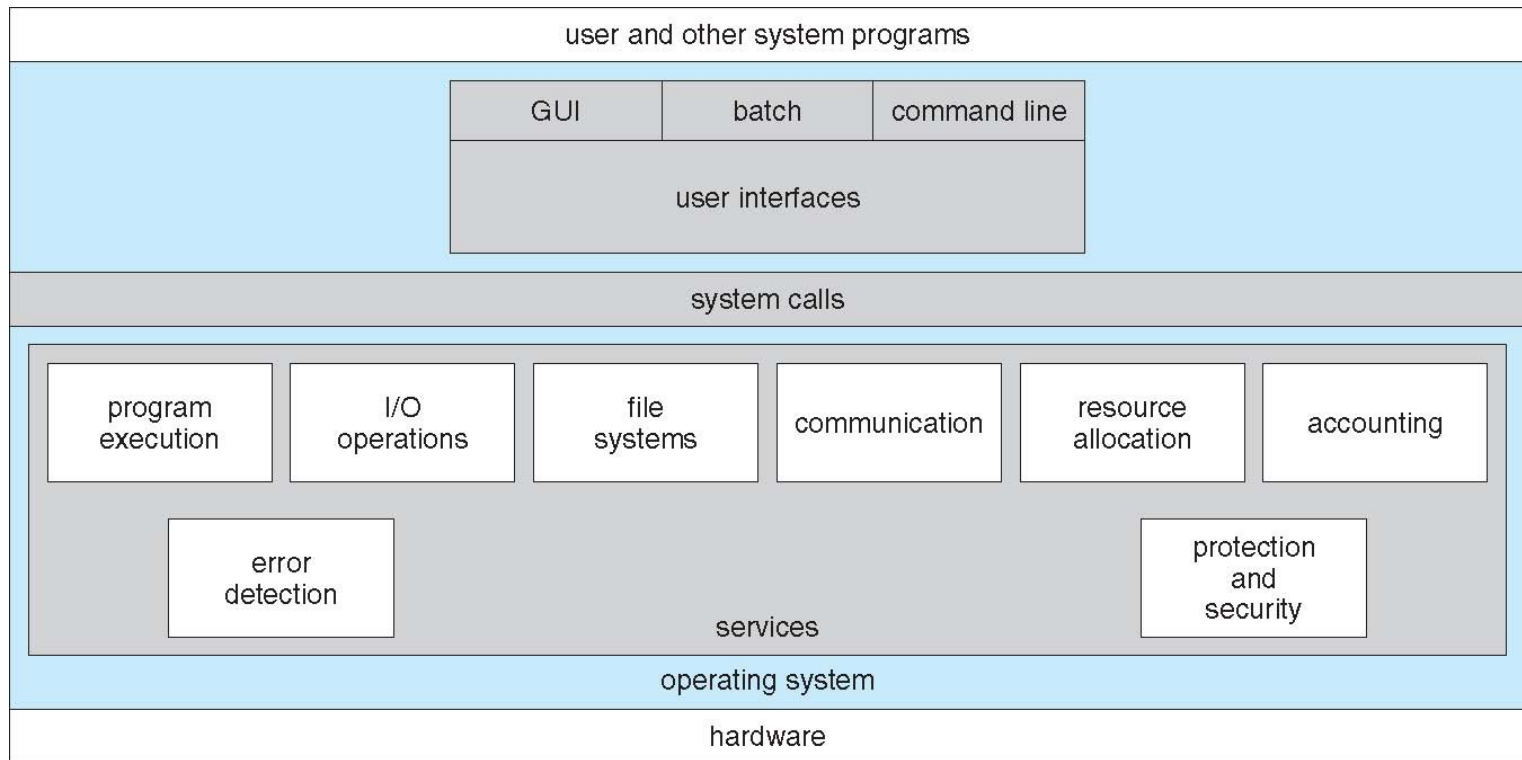 user and other system programs
GUI
batch
command line
user interfaces
system calls
program
execution
I/O
operations
file
systems
communication
resource
allocation
accounting
error
detection
protection
and
security
services
operating system
hardware